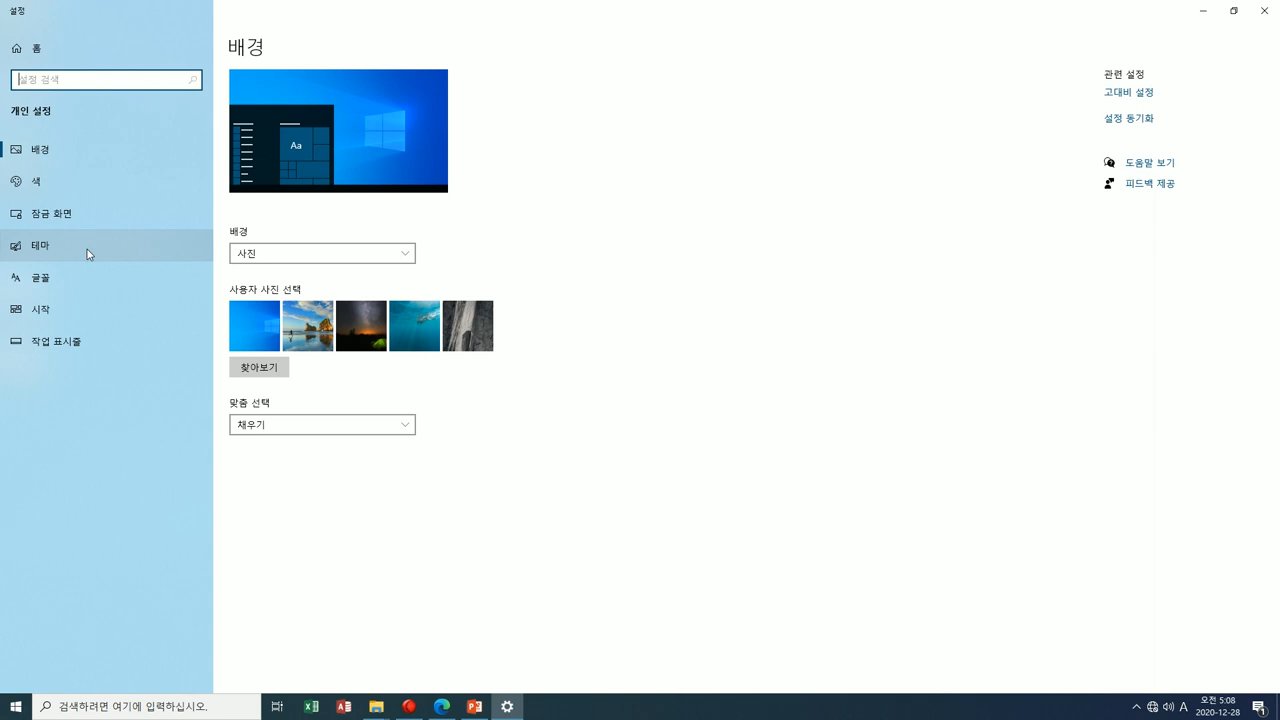 설정
홈
설정 검색
개인 설정
배경
색
잠금 화면
테마
글꼴
시작
작업 표시줄
배경
Aa
배경
사진
사용자 사진 선택
찾아보기
맞춤 선택
채우기
관련 설정
고대비 설정
설정 동기화
도움말 보기
피드백 제공
검색하려면 여기에 입력하십시오.
A
오전 5:08
2020-12-28
1